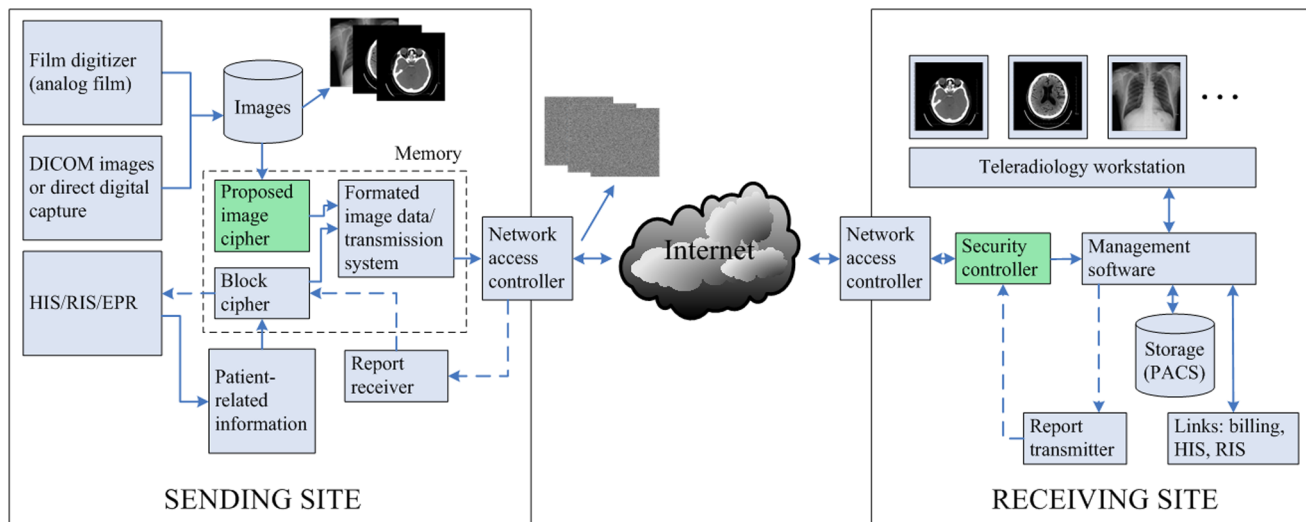 Film digitizer
(analog film)
Images
DICOM images
or direct digital
capture
Memory
Proposed
image
cipher
Formated
image data/
transmission
system
Block
cipher
HIS/RIS/EPR
Patient-
related
information
Report
receiver
Network
access
controller
SENDING SITE
Internet
...
Teleradiology workstation
Network
access
controller
Security
controller
Management
software
Storage
(PACS)
Report
transmitter
Links: billing,
HIS, RIS
RECEIVING SITE